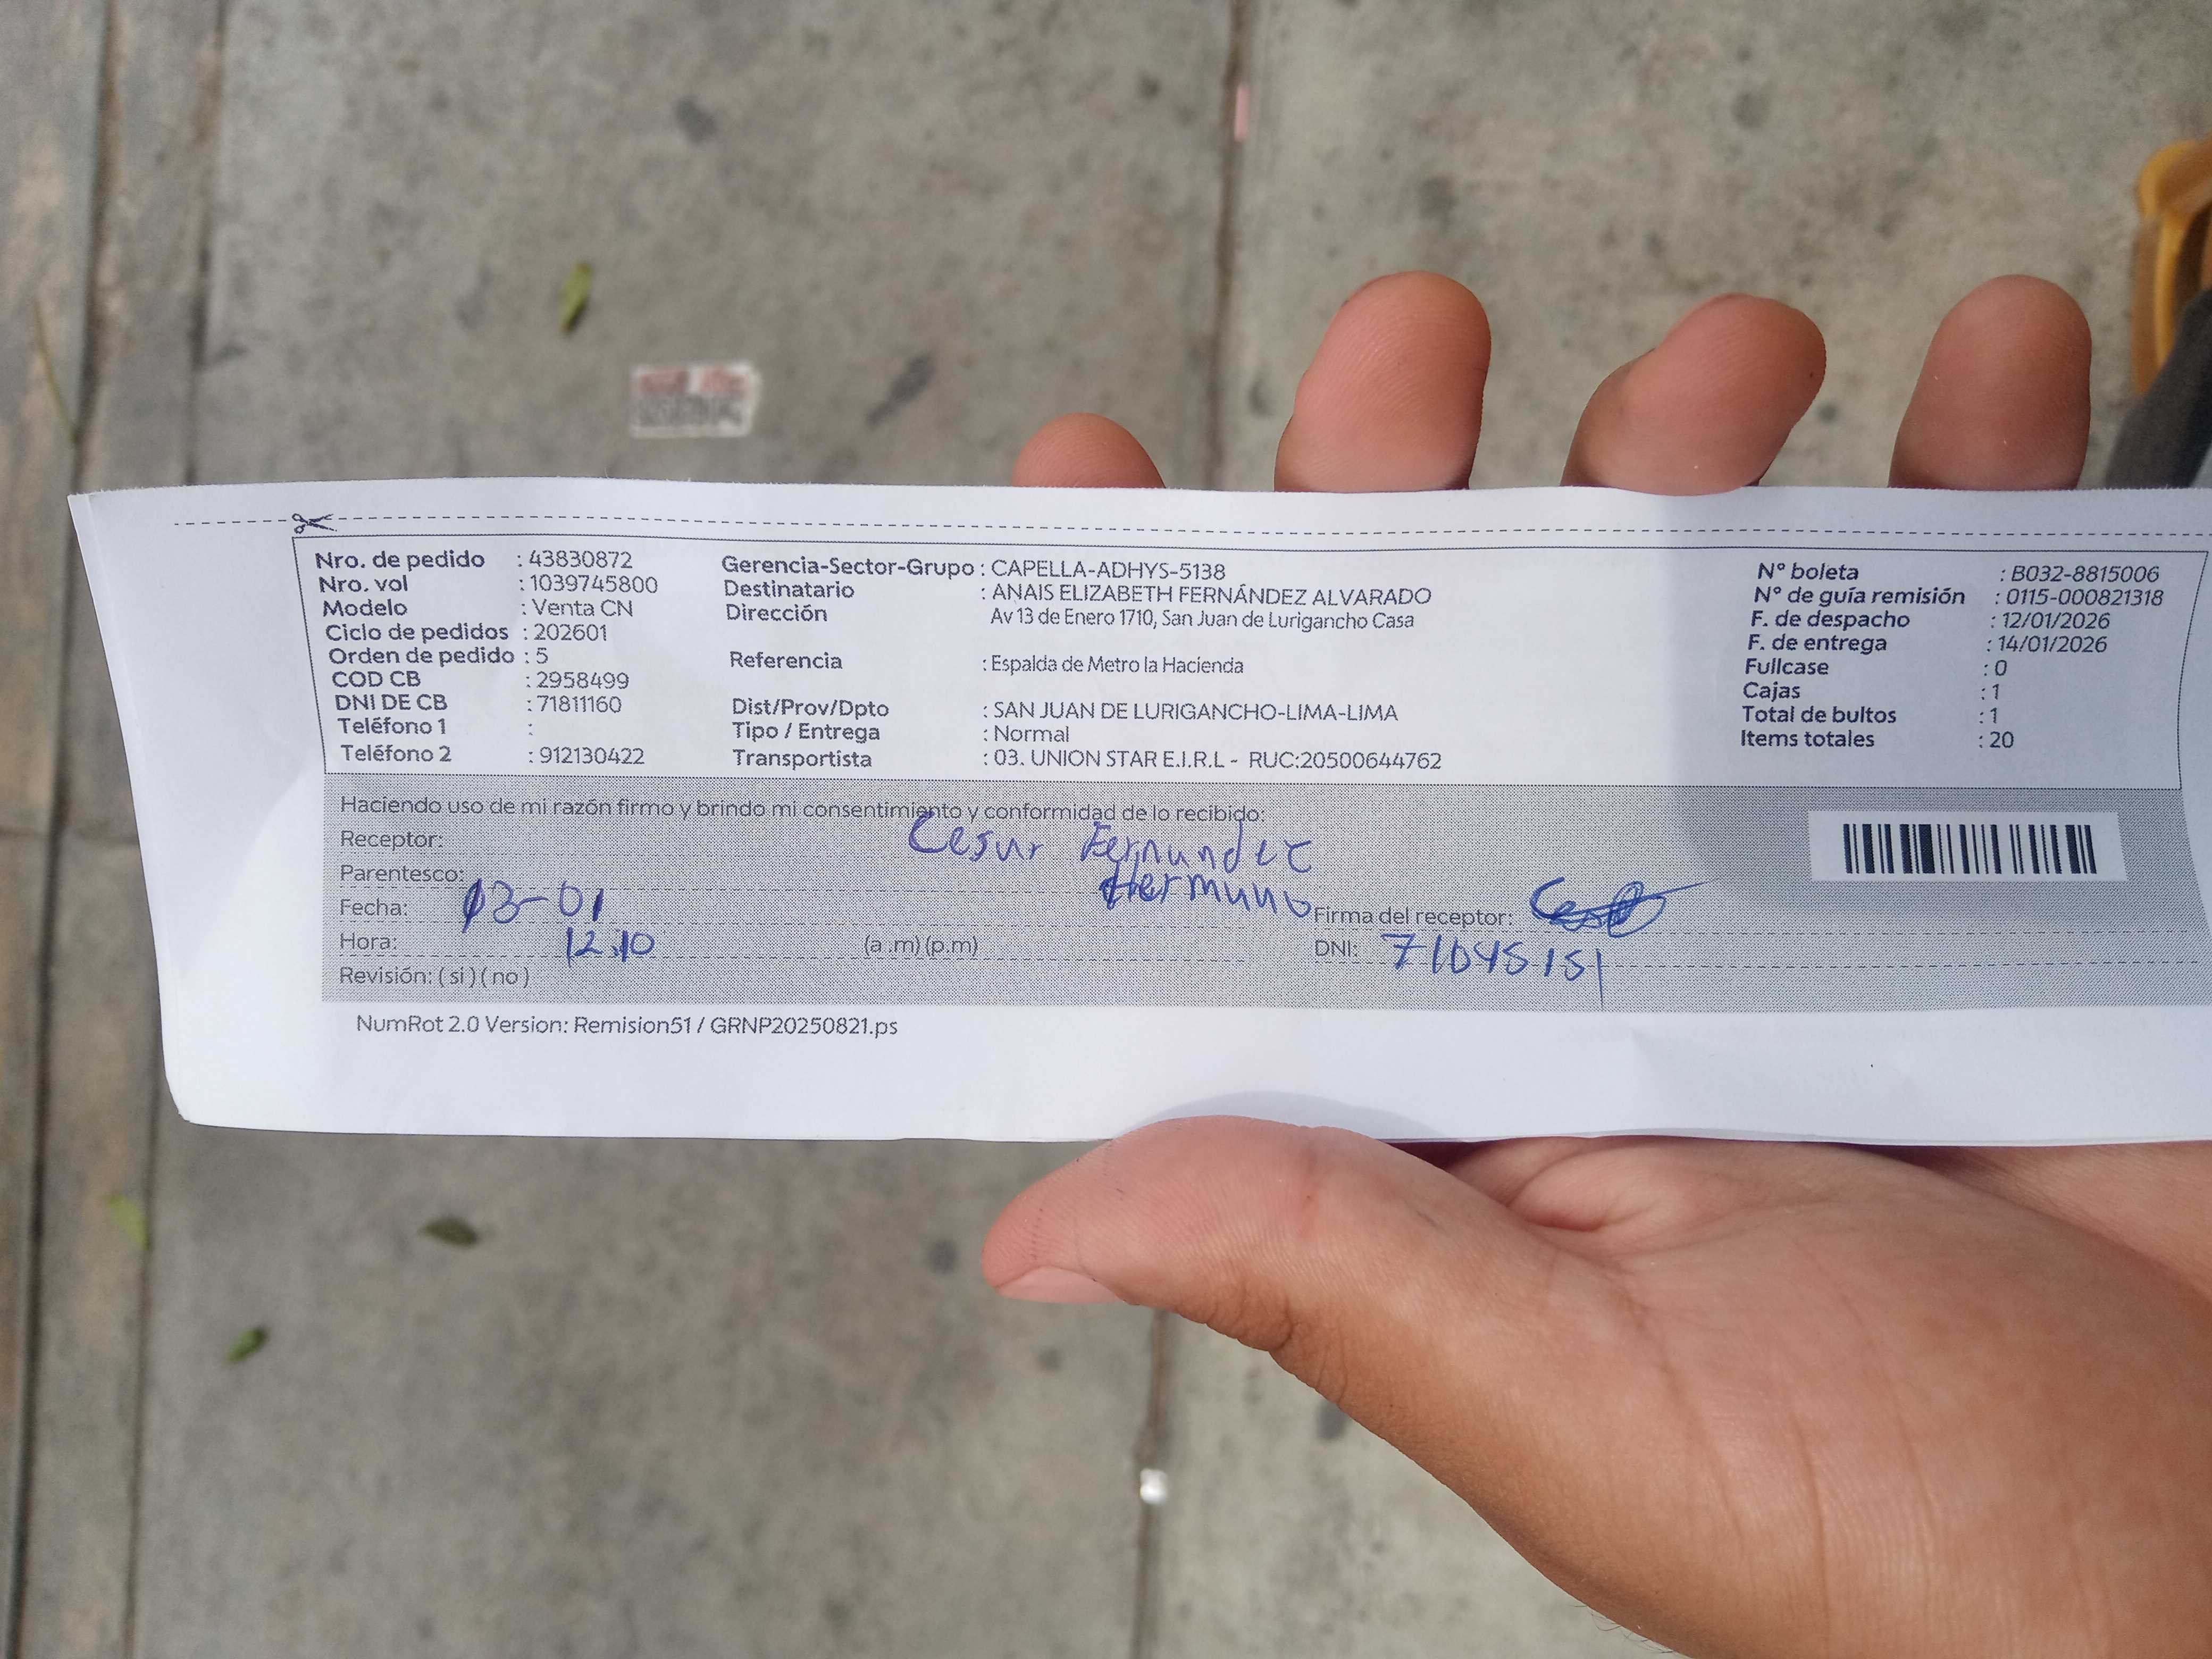 Nro. de pedido : 43830872
Nro. vol : 1039745800
Modelo : Venta CN
Ciclo de pedidos : 202601
Orden de pedido : 5
COD CB : 2958499
DNI DE CB : 71811160
Teléfono 1 :
Teléfono 2 : 912130422
Gerencia-Sector-Grupo : CAPELLA-ADHYS-5138
Destinatario : ANAIS ELIZABETH FERNÁNDEZ ALVARADO
Dirección Av 13 de Enero 1710, San Juan de Lurigancho Casa
Referencia : Espalda de Metro la Hacienda
Dist/Prov/Dpto : SAN JUAN DE LURIGANCHO-LIMA-LIMA
Tipo / Entrega : Normal
Transportista : 03. UNION STAR E.I.R.L - RUC:20500644762
N° boleta : B032-8815006
N° de guía remisión : 0115-000821318
F. de despacho : 12/01/2026
F. de entrega : 14/01/2026
Fullcase : 0
Cajas : 1
Total de bultos : 1
Items totales : 20
Haciendo uso de mi razón firmo y brindo mi consentimiento y conformidad de lo recibido:
Receptor: Cesar Fernandez
Parentesco: Hermano
Fecha: 13-01 Firma del receptor:
Hora: 12.10 (a .m) (p.m) DNI: 71045151
Revisión: ( si ) ( no )
NumRot 2.0 Version: Remision51 / GRNP20250821.ps